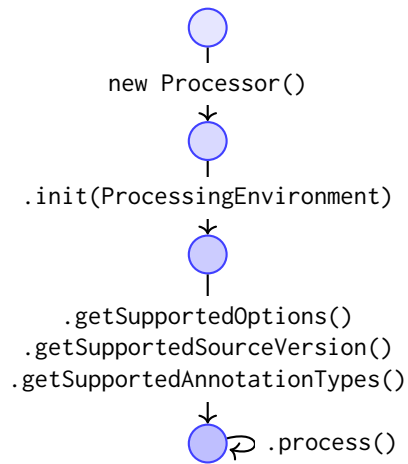 new Processor()
.init(ProcessingEnvironment)
.getSupportedOptions()
.getSupportedSourceVersion()
.getSupportedAnnotationTypes()
.process()